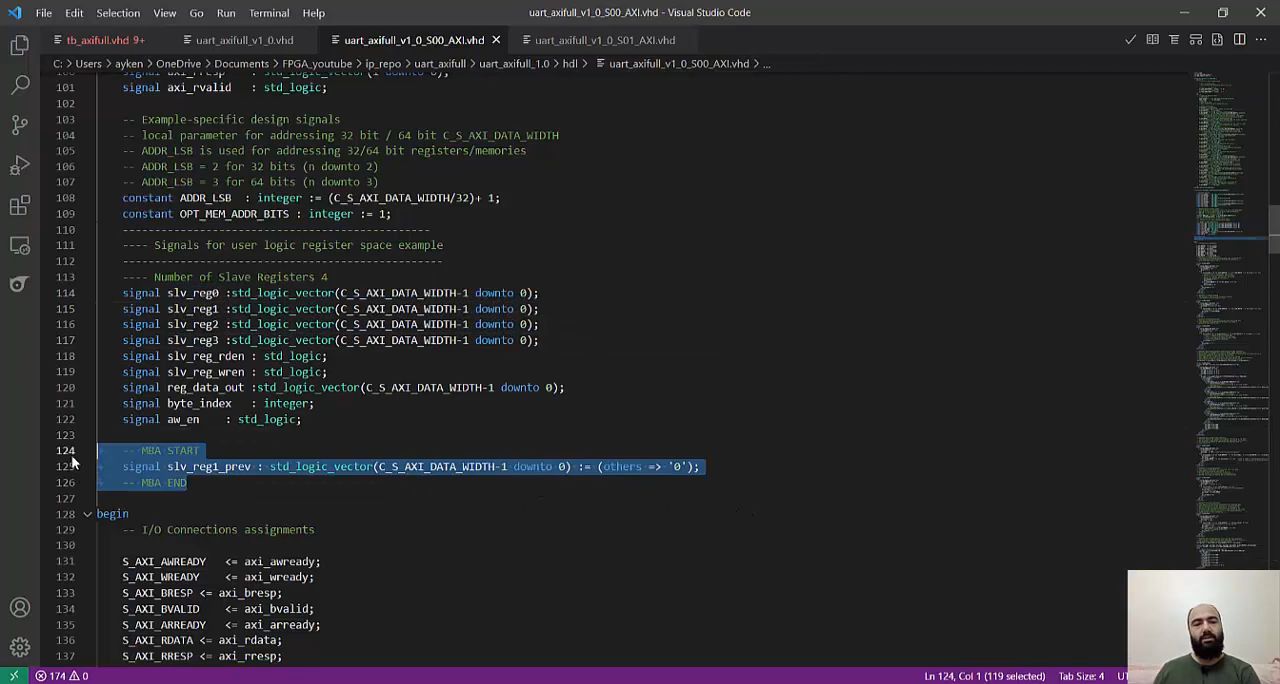 File Edit Selection View Go Run Terminal Help uart_axifull_v1_0_S00_AXI.vhd - Visual Studio Code
tb_axifull.vhd 9+ uart_axifull_v1_0.vhd uart_axifull_v1_0_S00_AXI.vhd uart_axifull_v1_0_S01_AXI.vhd
C: > Users > ayken > OneDrive > Documents > FPGA_youtube > ip_repo > uart_axifull > uart_axifull_1.0 > hdl > uart_axifull_v1_0_S00_AXI.vhd > ...
101 signal axi_rvalid : std_logic;
102
103 -- Example-specific design signals
104 -- local parameter for addressing 32 bit / 64 bit C_S_AXI_DATA_WIDTH
105 -- ADDR_LSB is used for addressing 32/64 bit registers/memories
106 -- ADDR_LSB = 2 for 32 bits (n downto 2)
107 -- ADDR_LSB = 3 for 64 bits (n downto 3)
108 constant ADDR_LSB : integer := (C_S_AXI_DATA_WIDTH/32)+ 1;
109 constant OPT_MEM_ADDR_BITS : integer := 1;
110 ------------------------------------------------
111 ---- Signals for user logic register space example
112 --------------------------------------------------
113 ---- Number of Slave Registers 4
114 signal slv_reg0 :std_logic_vector(C_S_AXI_DATA_WIDTH-1 downto 0);
115 signal slv_reg1 :std_logic_vector(C_S_AXI_DATA_WIDTH-1 downto 0);
116 signal slv_reg2 :std_logic_vector(C_S_AXI_DATA_WIDTH-1 downto 0);
117 signal slv_reg3 :std_logic_vector(C_S_AXI_DATA_WIDTH-1 downto 0);
118 signal slv_reg_rden : std_logic;
119 signal slv_reg_wren : std_logic;
120 signal reg_data_out :std_logic_vector(C_S_AXI_DATA_WIDTH-1 downto 0);
121 signal byte_index : integer;
122 signal aw_en : std_logic;
123
124 -- MBA START
125 signal slv_reg1_prev : std_logic_vector(C_S_AXI_DATA_WIDTH-1 downto 0) := (others => '0');
126 -- MBA END
127
128 begin
129 -- I/O Connections assignments
130
131 S_AXI_AWREADY <= axi_awready;
132 S_AXI_WREADY <= axi_wready;
133 S_AXI_BRESP <= axi_bresp;
134 S_AXI_BVALID <= axi_bvalid;
135 S_AXI_ARREADY <= axi_arready;
136 S_AXI_RDATA <= axi_rdata;
137 S_AXI_RRESP <= axi_rresp;
174 0 Ln 124, Col 1 (119 selected) Tab Size: 4